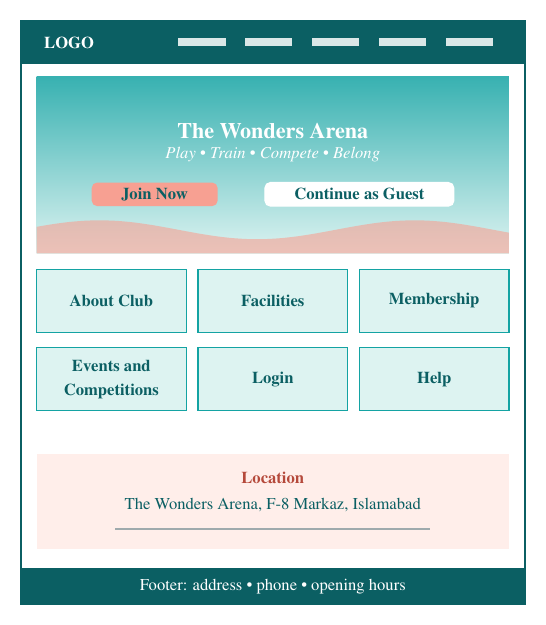 LOGO
The Wonders Arena
Play • Train • Compete • Belong
Join Now
Continue as Guest
About Club
Facilities
Membership
Events and
Competitions
Login
Help
Location
The Wonders Arena, F-8 Markaz, Islamabad
Footer: address • phone • opening hours